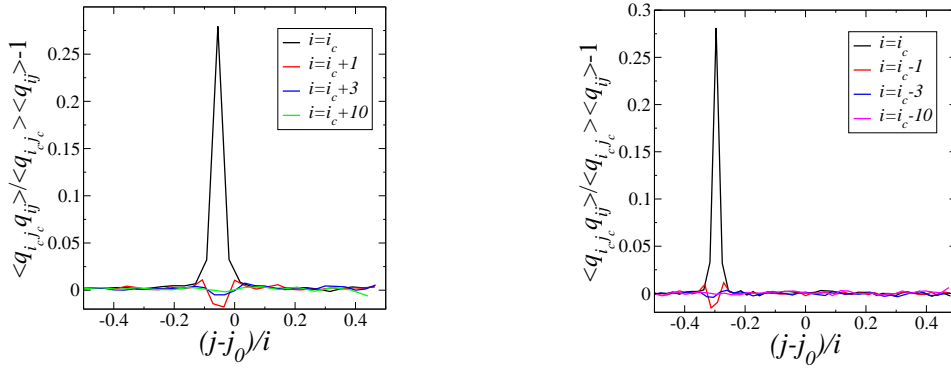 <q_{i_c j_c} q_{ij}>/<q_{i_c j_c}><q_{ij}>-1
0.25
0.2
0.15
0.1
0.05
0
-0.4
-0.2
0
0.2
0.4
(j-j_0)/i
i=i_c
i=i_c+1
i=i_c+3
i=i_c+10
<q_{i_c j_c} q_{ij}>/<q_{i_c j_c}><q_{ij}>-1
0.3
0.25
0.2
0.15
0.1
0.05
0
-0.4
-0.2
0
0.2
0.4
(j-j_0)/i
i=i_c
i=i_c-1
i=i_c-3
i=i_c-10